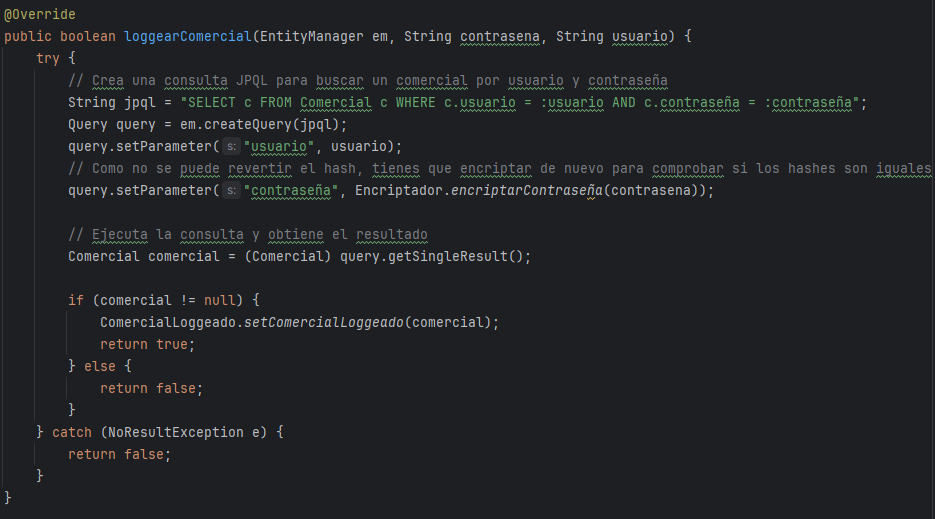 @Override
public boolean loggearComercial(EntityManager em, String contrasena, String usuario) {
try {
// Crea una consulta JPQL para buscar un comercial por usuario y contraseña
String jpql = "SELECT c FROM Comercial c WHERE c.usuario = :usuario AND c.contraseña = :contraseña";
Query query = em.createQuery(jpql);
query.setParameter( s: "usuario", usuario);
// Como no se puede revertir el hash, tienes que encriptar de nuevo para comprobar si los hashes son iguales
query.setParameter( s: "contraseña", Encriptador.encriptarContraseña(contrasena));
// Ejecuta la consulta y obtiene el resultado
Comercial comercial = (Comercial) query.getSingleResult();
if (comercial != null) {
ComercialLoggeado.setComercialLoggeado(comercial);
return true;
} else {
return false;
}
} catch (NoResultException e) {
return false;
}
}